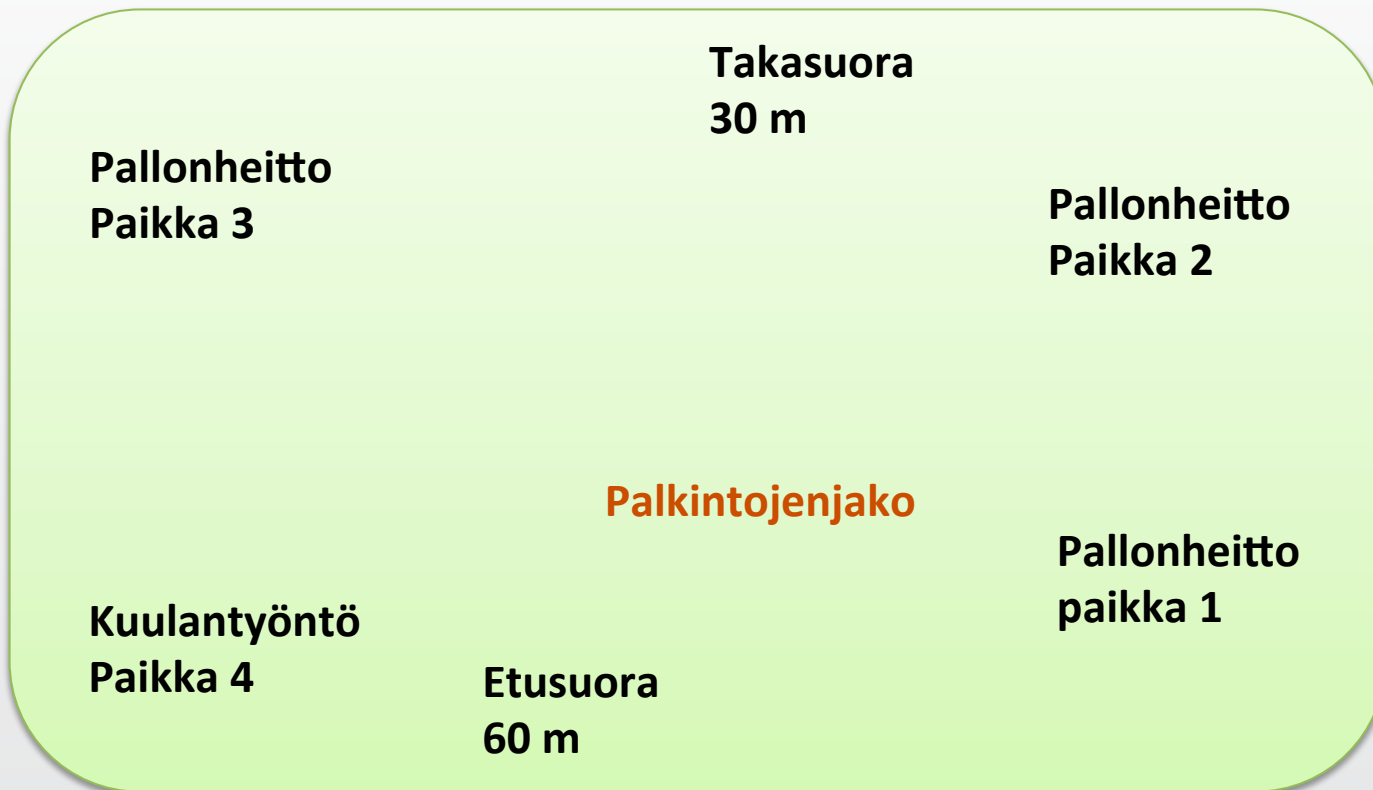 Takasuora
30 m
Pallonheitto
Paikka 3
Pallonheitto
Paikka 2
Palkintojenjako
Pallonheitto
paikka 1
Kuulantyöntö
Paikka 4
Etusuora
60 m